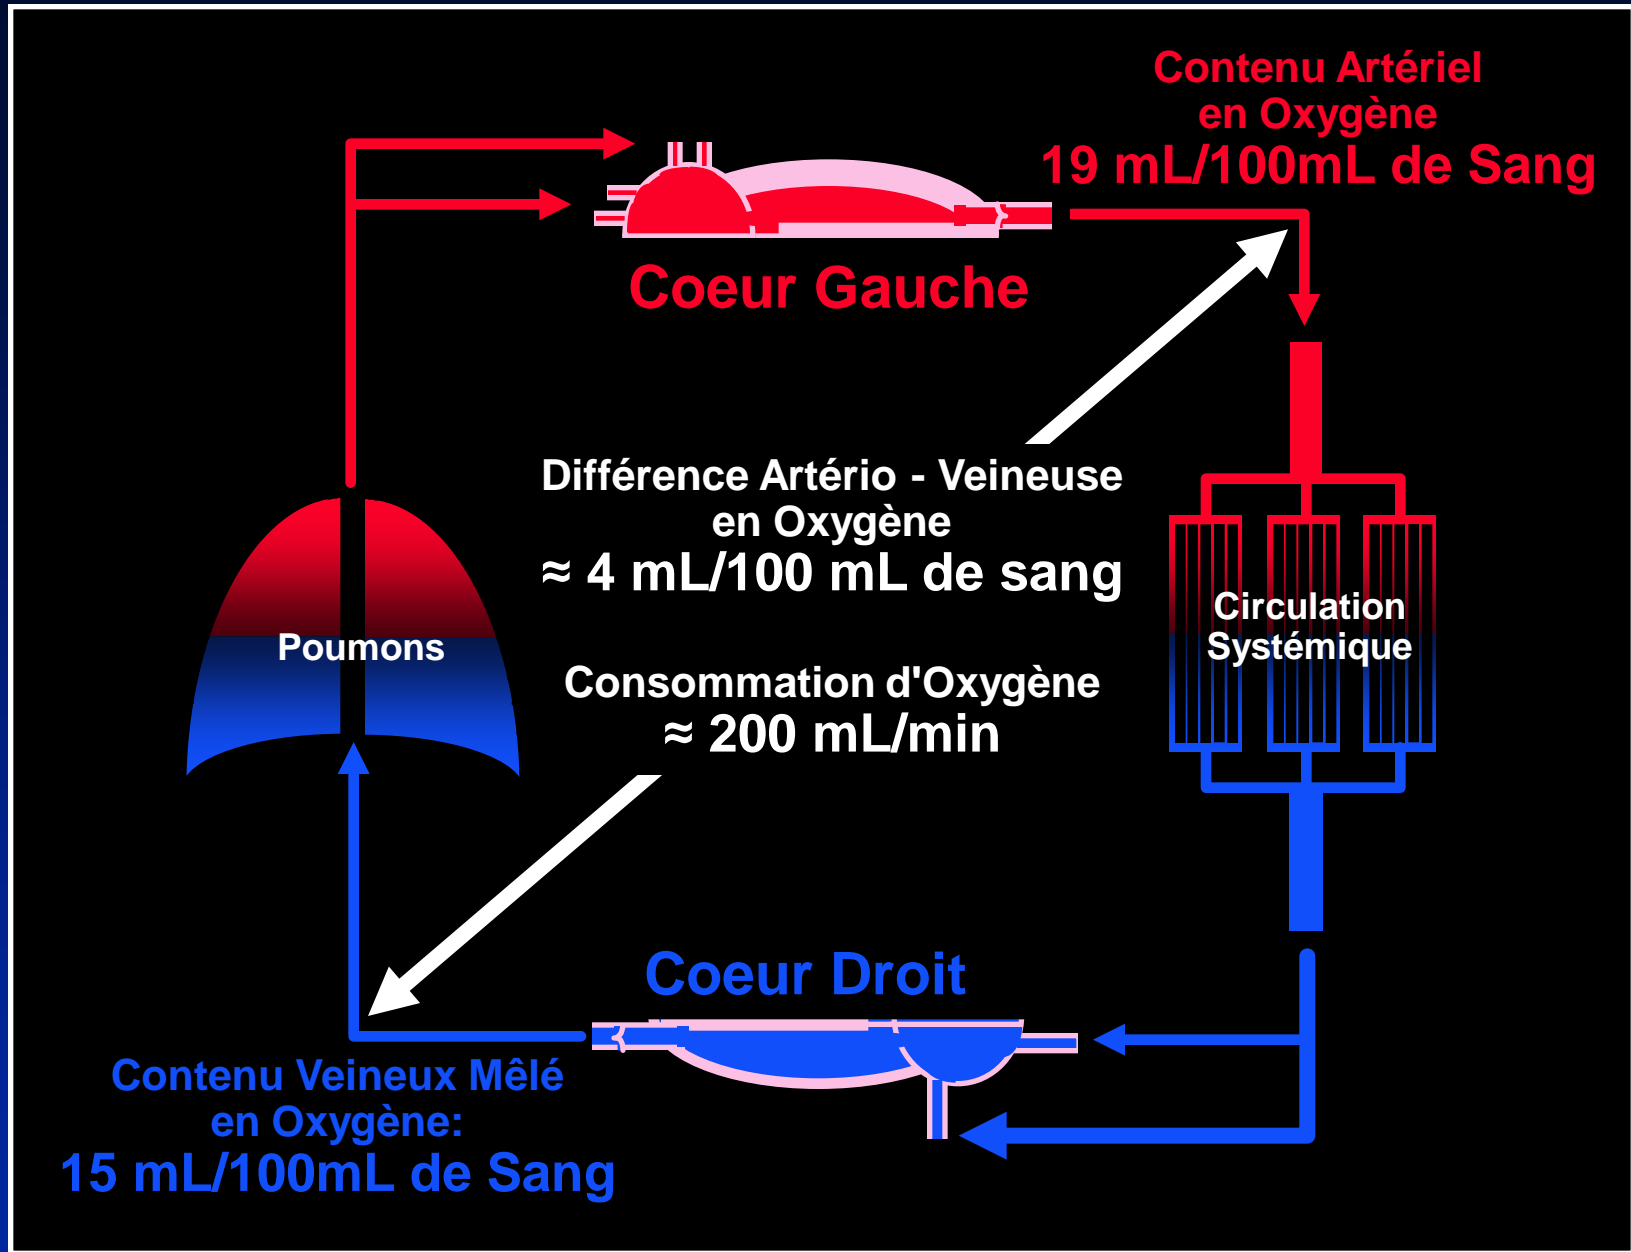 Contenu Artériel
en Oxygène
19 mL/100mL de Sang
Coeur Gauche
Différence Artério - Veineuse
en Oxygène
≈ 4 mL/100 mL de sang
Circulation
Systémique
Poumons
Consommation d'Oxygène
≈ 200 mL/min
Coeur Droit
Contenu Veineux Mêlé
en Oxygène:
15 mL/100mL de Sang